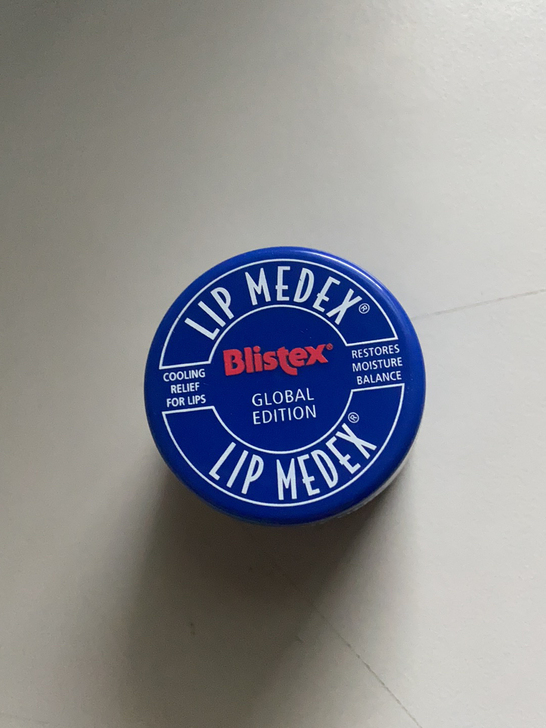 LIP MEDEX®
COOLING
RELIEF
FOR LIPS
Blistex®
GLOBAL
EDITION
RESTORES
MOISTURE
BALANCE
LIP MEDEX®